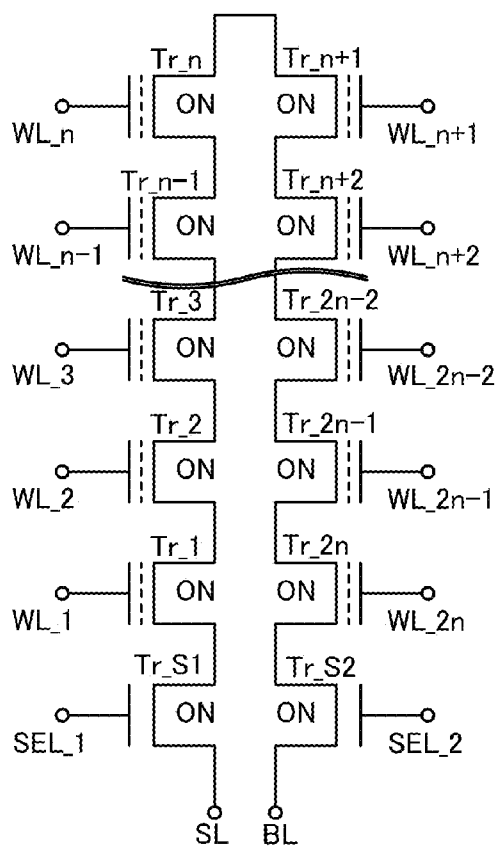 Tr_n Tr_n+1
ON ON
WL_n WL_n+1
Tr_n-1 Tr_n+2
ON ON
WL_n-1 WL_n+2
Tr_3 Tr_2n-2
ON ON
WL_3 WL_2n-2
Tr_2 Tr_2n-1
ON ON
WL_2 WL_2n-1
Tr_1 Tr_2n
ON ON
WL_1 WL_2n
Tr_S1 Tr_S2
ON ON
SEL_1 SEL_2
SL BL